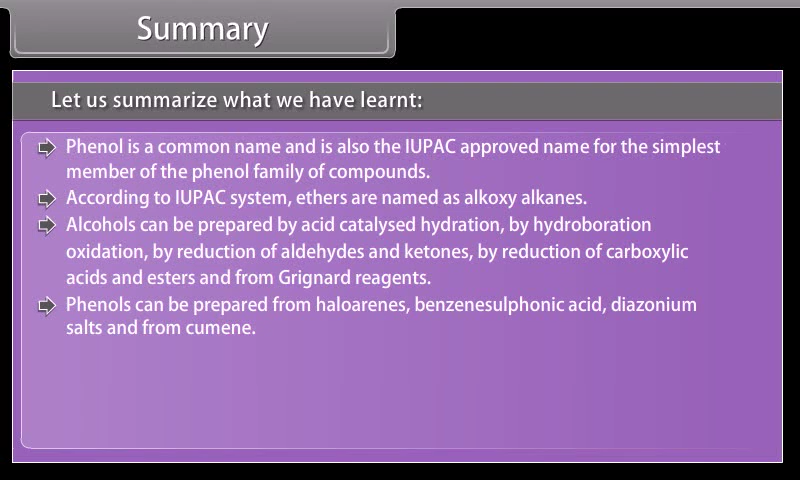 Summary
Let us summarize what we have learnt:
Phenol is a common name and is also the IUPAC approved name for the simplest
member of the phenol family of compounds.
According to IUPAC system, ethers are named as alkoxy alkanes.
Alcohols can be prepared by acid catalysed hydration, by hydroboration
oxidation, by reduction of aldehydes and ketones, by reduction of carboxylic
acids and esters and from Grignard reagents.
Phenols can be prepared from haloarenes, benzenesulphonic acid, diazonium
salts and from cumene.